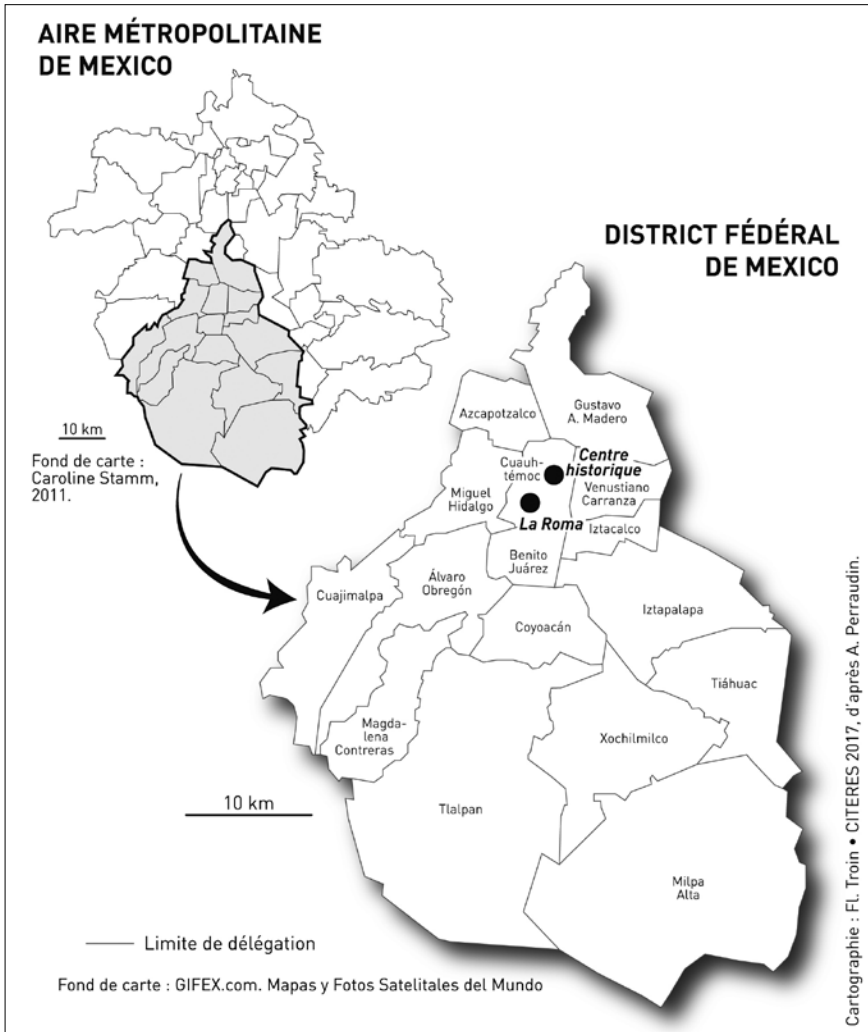 AIRE MÉTROPOLITAINE
DE MEXICO
10 km
Fond de carte :
Caroline Stamm,
2011.
DISTRICT FÉDÉRAL
DE MEXICO
Azcapotzalco
Gustavo
A. Madero
Cuauh-
témoc
Centre
historique
Miguel
Hidalgo
Venustiano
Carranza
La Roma
Iztacalco
Benito
Juárez
Cuajimalpa
Álvaro
Obregón
Iztapalapa
Coyoacán
Tiáhuac
Magda-
lena
Contreras
Xochilmilco
10 km
Tlalpan
Milpa
Alta
Limite de délégation
Fond de carte : GIFEX.com. Mapas y Fotos Satelitales del Mundo
Cartographie : Fl. Troin • CITERES 2017, d'après A. Perraudin.